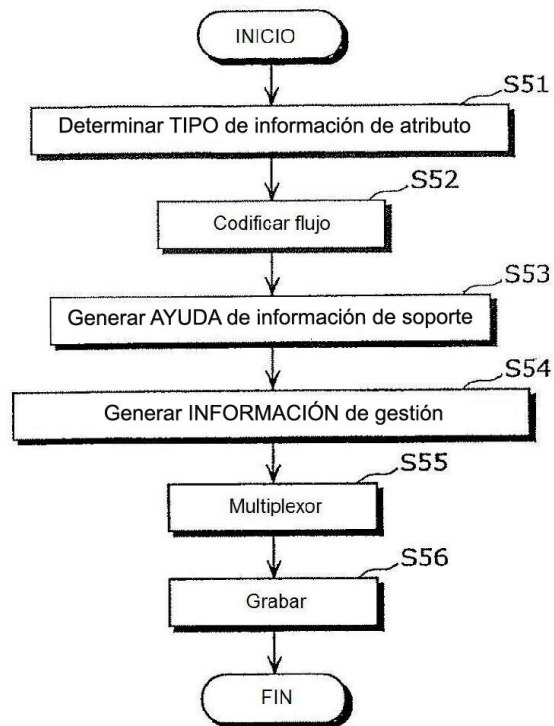 INICIO
S51
Determinar TIPO de información de atributo
S52
Codificar flujo
S53
Generar AYUDA de información de soporte
S54
Generar INFORMACIÓN de gestión
S55
Multiplexor
S56
Grabar
FIN